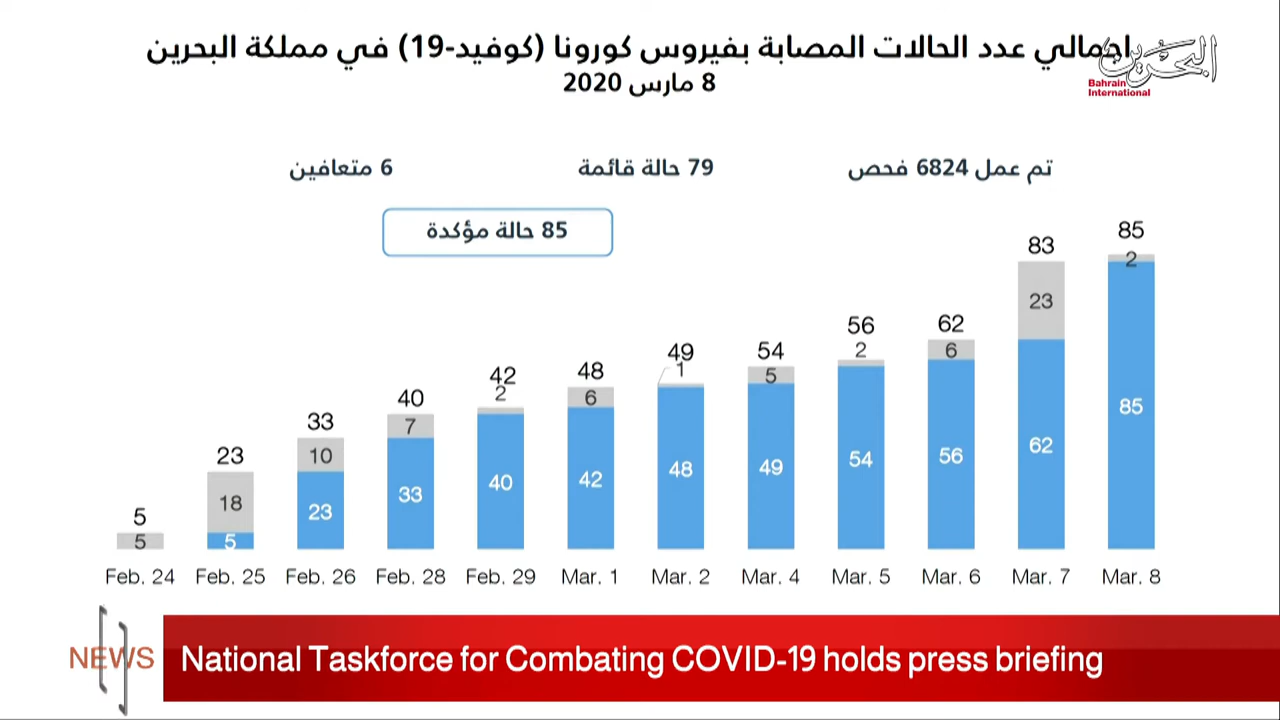 اجمالي عدد الحالات المصابة بفيروس كورونا (كوفيد-19) في مملكة البحرين
8 مارس 2020
البحرين
Bahrain
International
تم عمل 6824 فحص
79 حالة قائمة
6 متعافين
85 حالة مؤكدة
5 23 33 40 42 48 49 54 56 62 83 85
5 18 10 7 2 6 1 5 2 6 23 2
5 23 33 40 42 48 49 54 56 62 85
Feb. 24 Feb. 25 Feb. 26 Feb. 28 Feb. 29 Mar. 1 Mar. 2 Mar. 4 Mar. 5 Mar. 6 Mar. 7 Mar. 8
NEWS
National Taskforce for Combating COVID-19 holds press briefing